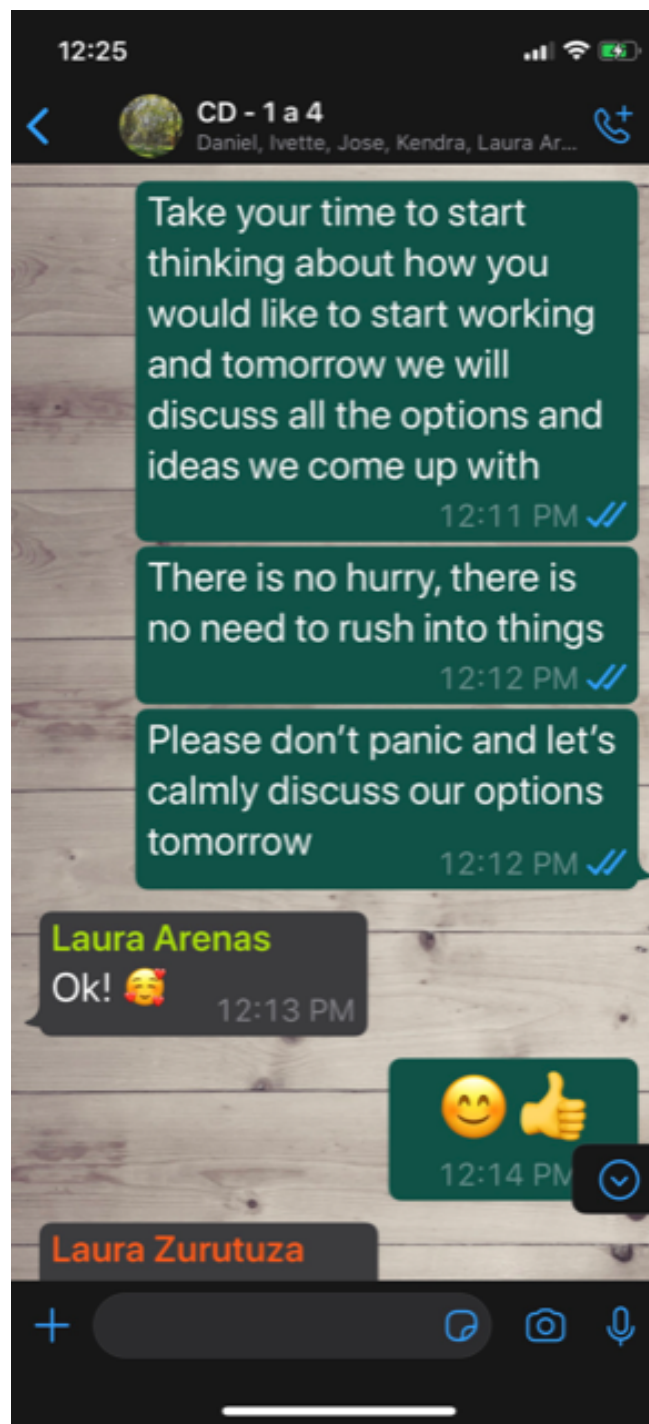 12:25
CD - 1 a 4
Daniel, Ivette, Jose, Kendra, Laura Ar...
Take your time to start
thinking about how you
would like to start working
and tomorrow we will
discuss all the options and
ideas we come up with
12:11 PM
There is no hurry, there is
no need to rush into things
12:12 PM
Please don't panic and let's
calmly discuss our options
tomorrow
12:12 PM
Laura Arenas
Ok! 🥰
12:13 PM
😊👍
12:14 PM
Laura Zurutuza